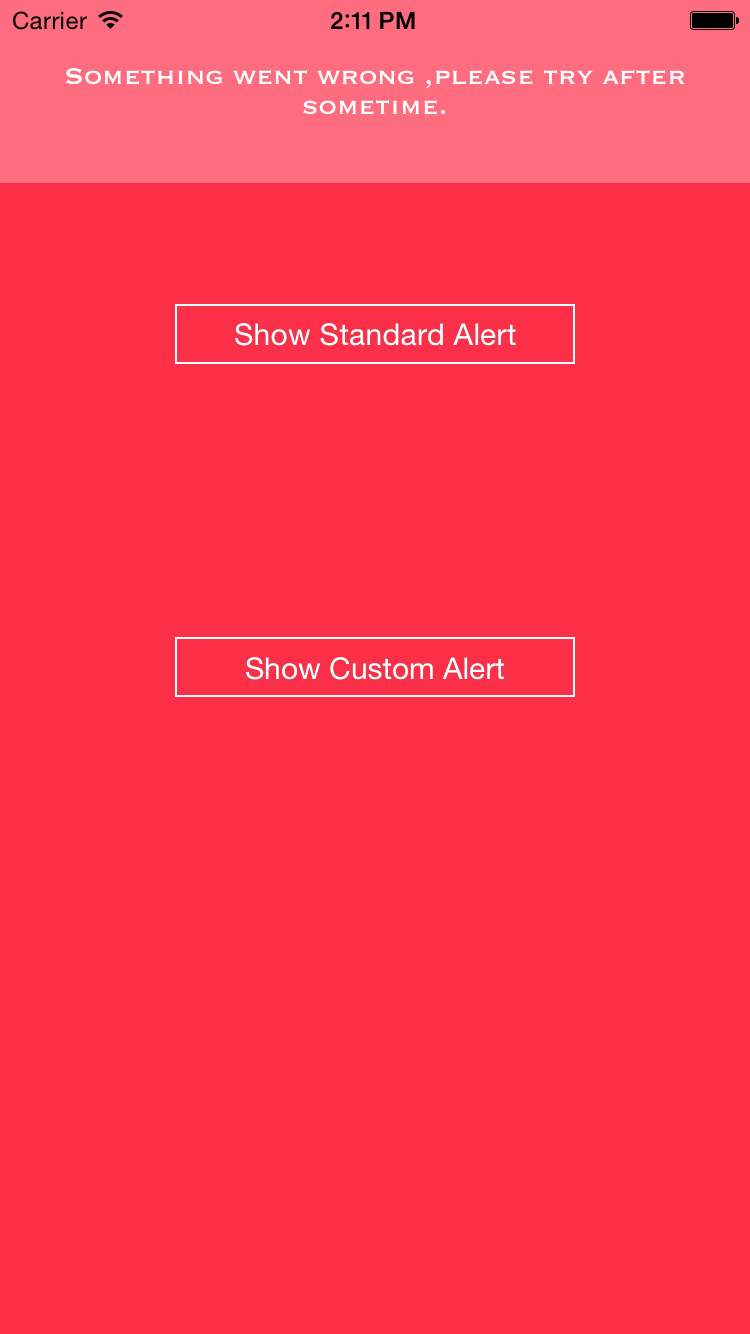 Carrier 2:11 PM
Something went wrong ,please try after
sometime.
Show Standard Alert
Show Custom Alert